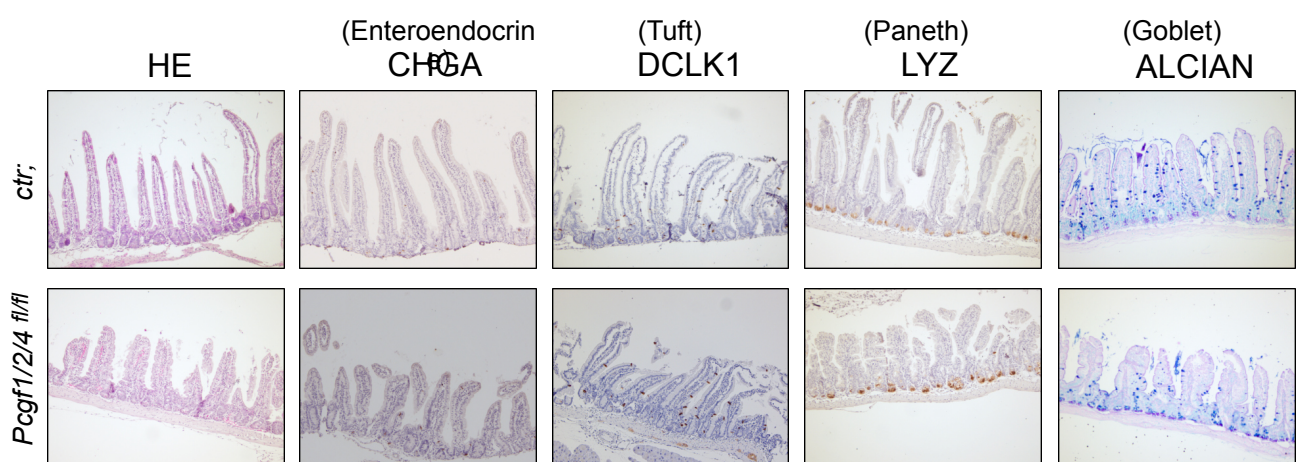 (Enteroendocrin
e)
(Tuft)
(Paneth)
(Goblet)
HE
CHGA
DCLK1
LYZ
ALCIAN
ctr;
Pcgf1/2/4 fl/fl